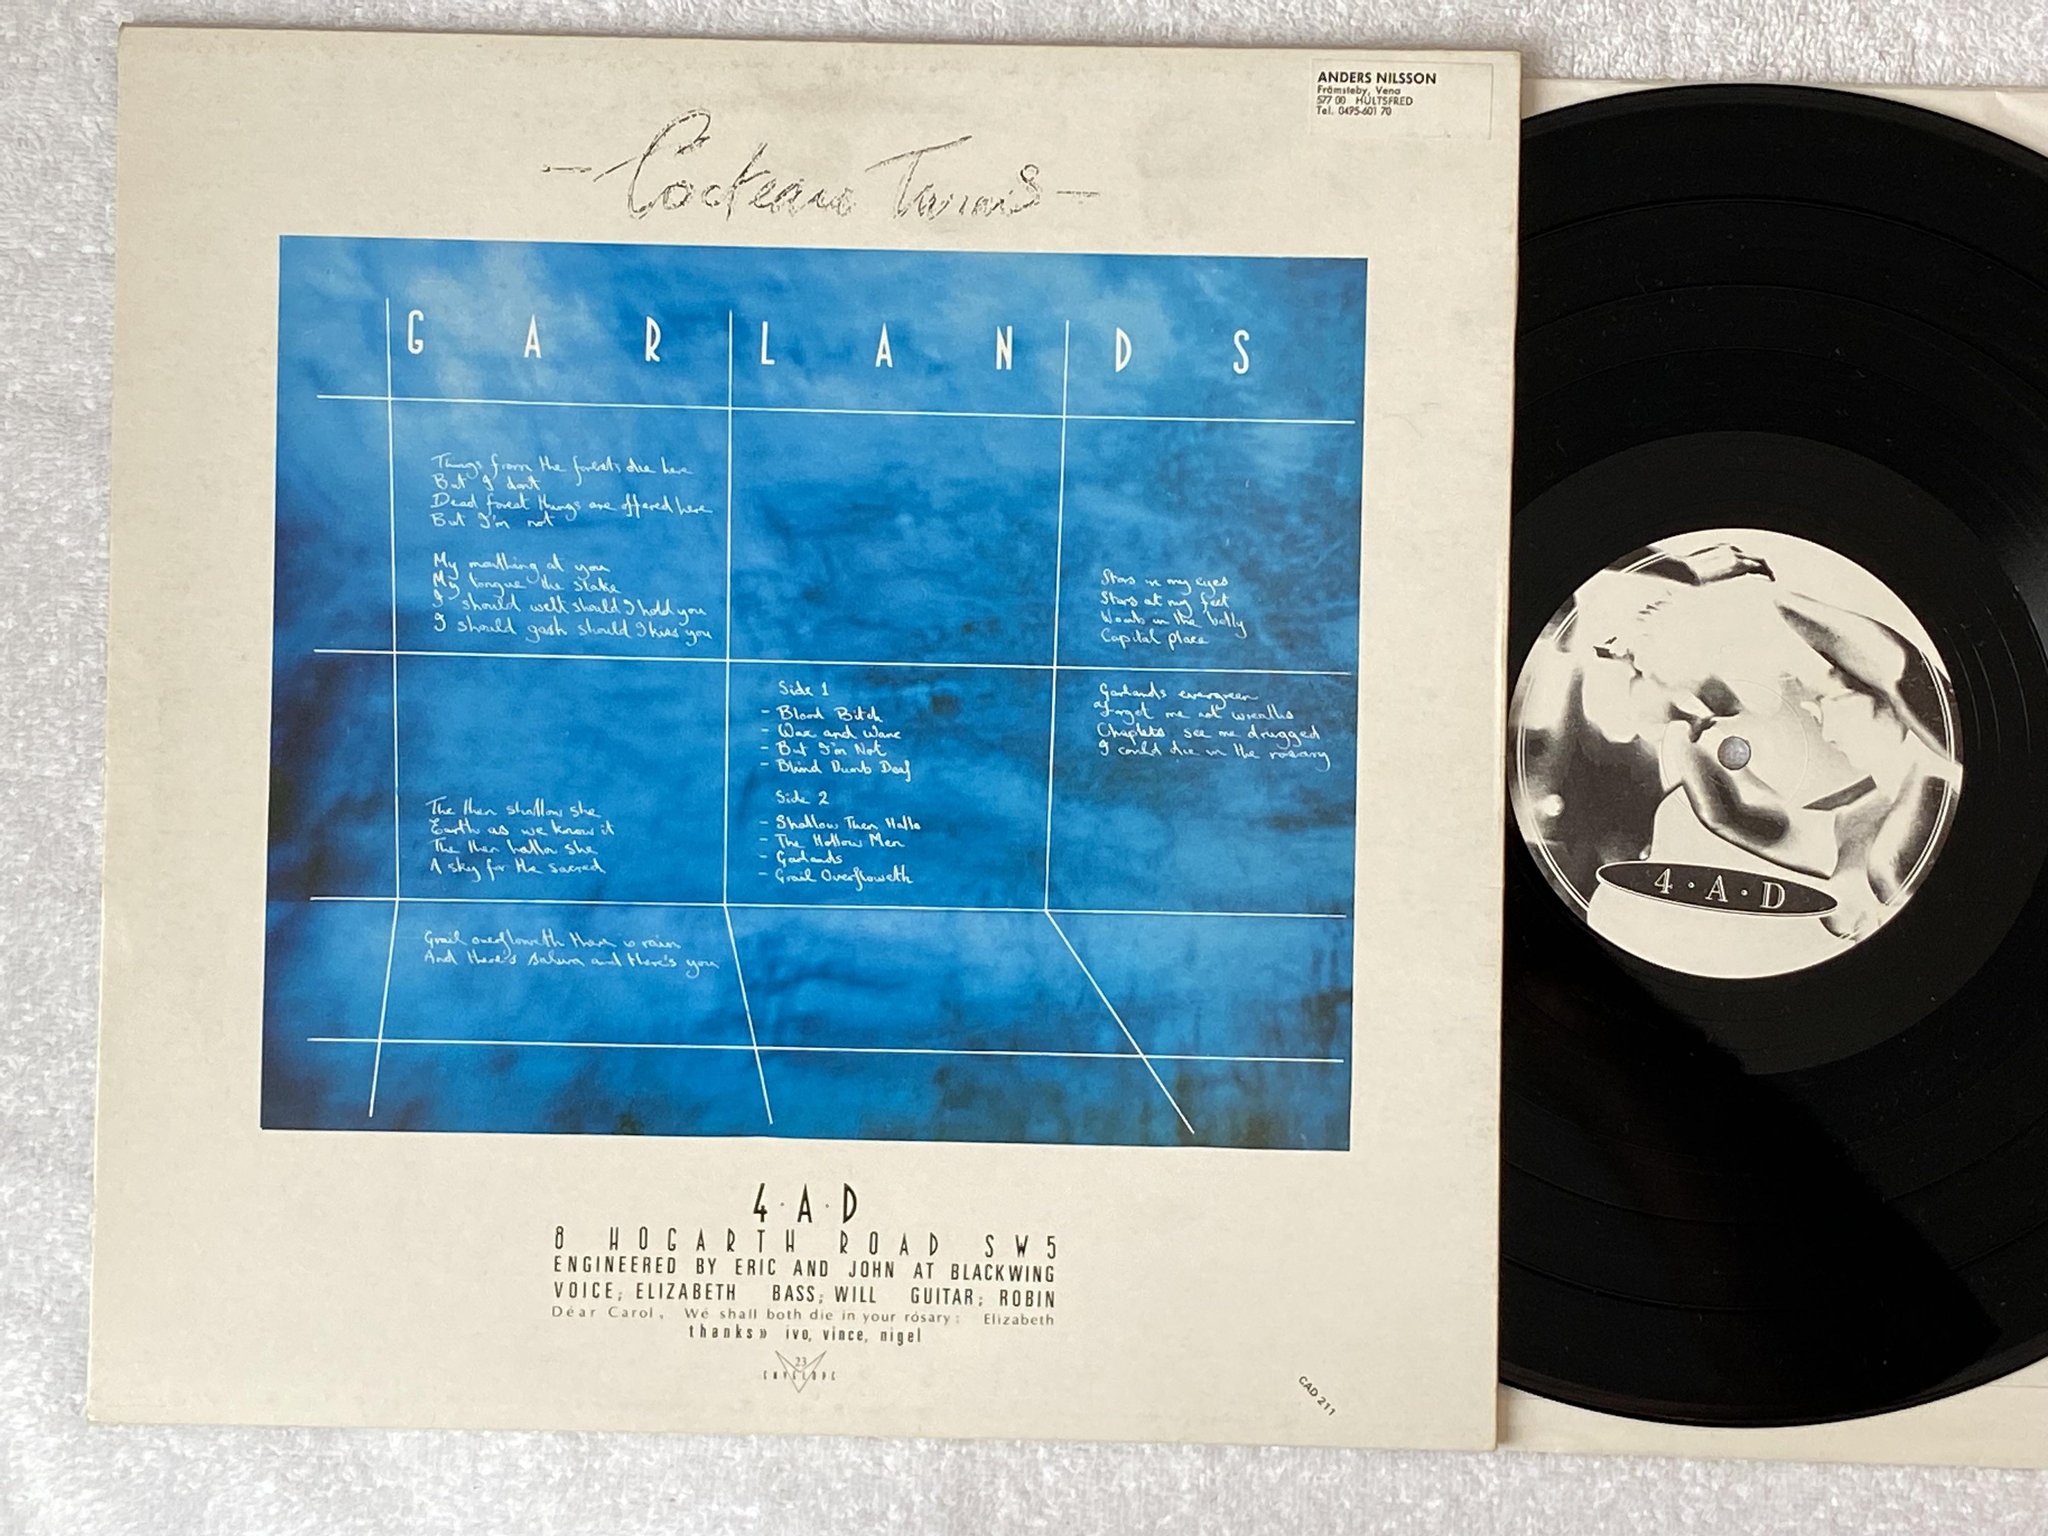 ANDERS NILSSON
Främsteby, Vena
577 00 HULTSFRED
Tel. 0495-601 70
- Cocteau Twins -
GARLANDS
Things from the forests die here
But I don't
Dead forest things are offered here
But I'm not
My mouthing at you
My tongue the stake
I should welt should I hold you
I should gash should I kiss you
Stars in my eyes
Stars at my feet
Womb in the belly
Capital place
Side 1
- Blood Bitch
- Wax and Wane
- But I'm Not
- Blind Dumb Deaf
Side 2
- Shallow Then Hallo
- The Hollow Men
- Garlands
- Grail Overfloweth
Garlands evergreen
Forget me not wreaths
Chaplets see me drugged
I could die in the rosary
The then shallow she
Earth as we know it
The then hallow she
A sky for the sacred
Grail overfloweth there is rain
And there's saliva and there's you
4·A·D
8 HOGARTH ROAD SW5
ENGINEERED BY ERIC AND JOHN AT BLACKWING
VOICE; ELIZABETH BASS; WILL GUITAR; ROBIN
Déar Carol, Wé shall both die in your rósary: Elizabeth
thanks» ivo, vince, nigel
23
ENVELOPE
CAD 211
4·A·D